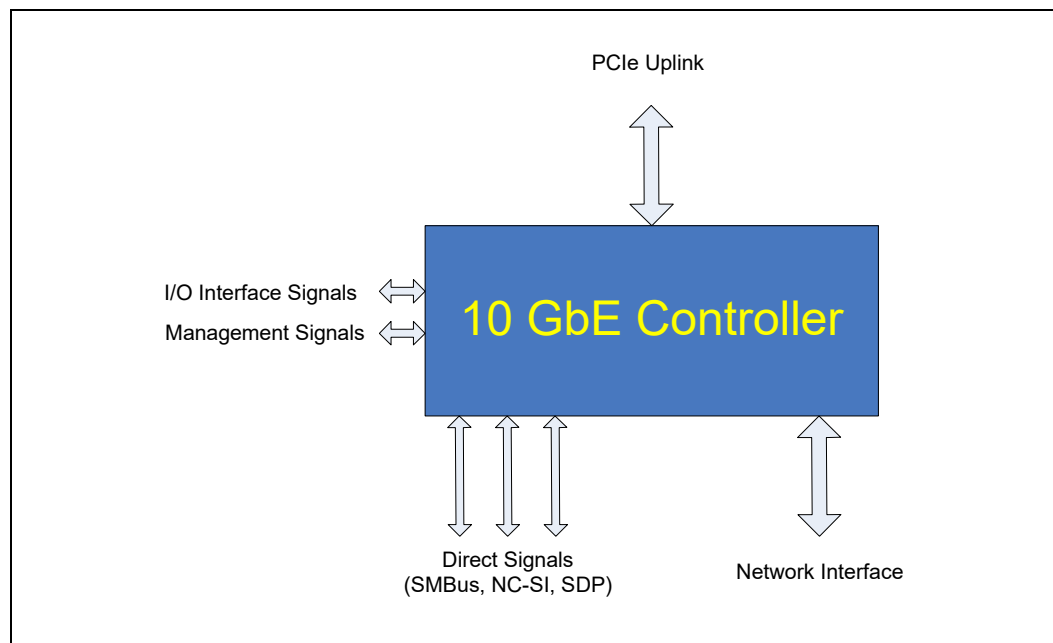 PCIe Uplink
I/O Interface Signals
Management Signals
10 GbE Controller
Direct Signals
(SMBus, NC-SI, SDP)
Network Interface